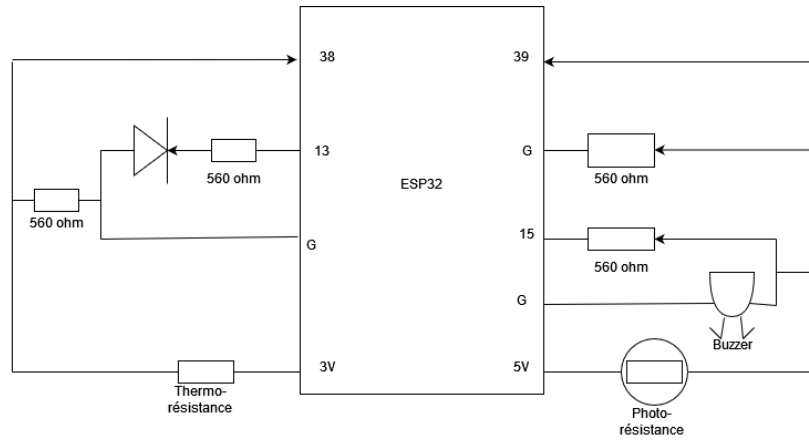 38
39
13
G
560 ohm
560 ohm
ESP32
560 ohm
15
G
560 ohm
G
Buzzer
3V
5V
Thermo-
résistance
Photo-
résistance